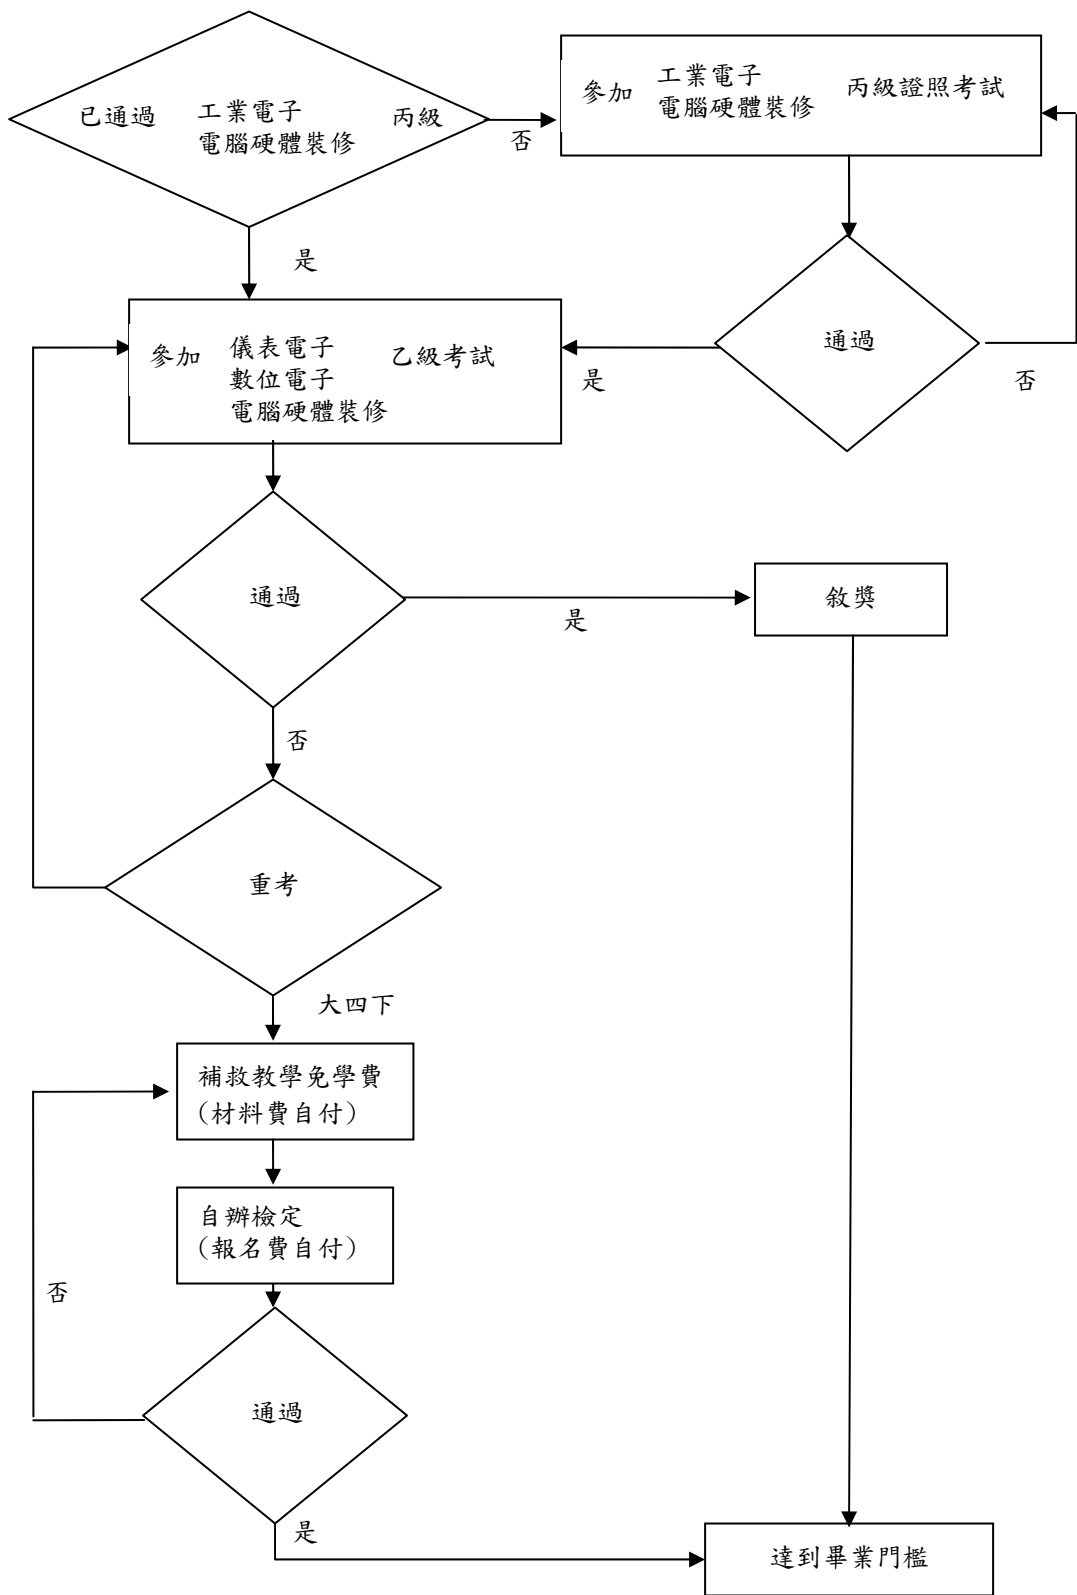 已通過 工業電子 丙級
電腦硬體裝修
否
參加 工業電子 丙級證照考試
電腦硬體裝修
是
通過
否
是
參加 儀表電子 乙級考試
數位電子
電腦硬體裝修
通過
是
敘獎
否
重考
大四下
補救教學免學費
(材料費自付)
自辦檢定
(報名費自付)
否
通過
是
達到畢業門檻